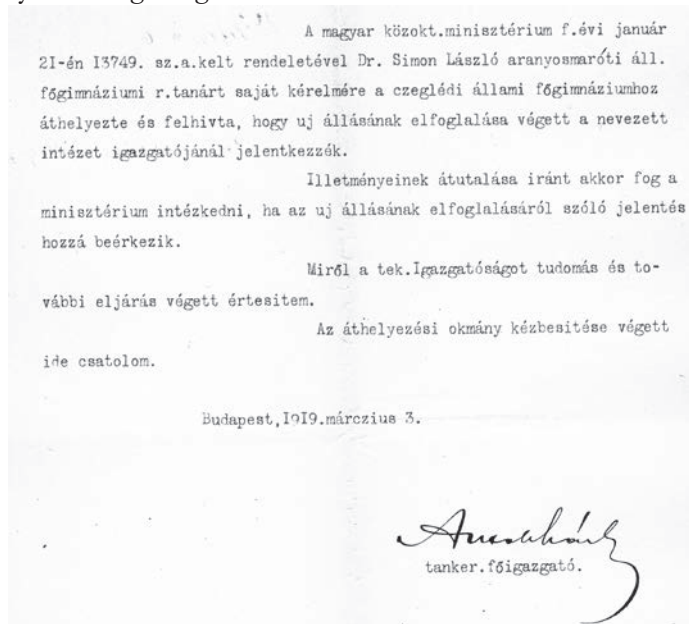 A magyar közokt.minisztérium f.évi január
2I-én I3749. sz.a.kelt rendeletével Dr. Simon László aranyosmaróti áll.
főgimnáziumi r.tanárt saját kérelmére a czeglédi állami főgimnáziumhoz
áthelyezte és felhivta, hogy uj állásának elfoglalása végett a nevezett
intézet igazgatójánál jelentkezzék.
Illetményeinek átutalása iránt akkor fog a
minisztérium intézkedni, ha az uj állásának elfoglalásáról szóló jelentés
hozzá beérkezik.
Miről a tek.Igazgatóságot tudomás és to-
vábbi eljárás végett értesitem.
Az áthelyezési okmány kézbesitése végett
ide csatolom.
Budapest,I9I9.márczius 3.
tanker.főigazgató.